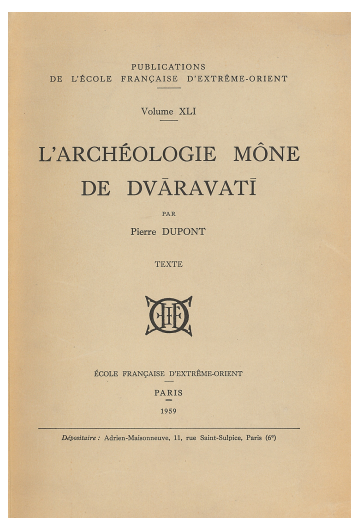 PUBLICATIONS
DE L'ÉCOLE FRANÇAISE D'EXTRÊME-ORIENT
Volume XLI
L'ARCHÉOLOGIE MÔNE
DE DVĀRAVATĪ
PAR
Pierre DUPONT
TEXTE
ÉCOLE FRANÇAISE D'EXTRÊME-ORIENT
PARIS
1959
Dépositaire : Adrien-Maisonneuve, 11, rue Saint-Sulpice, Paris (6e)